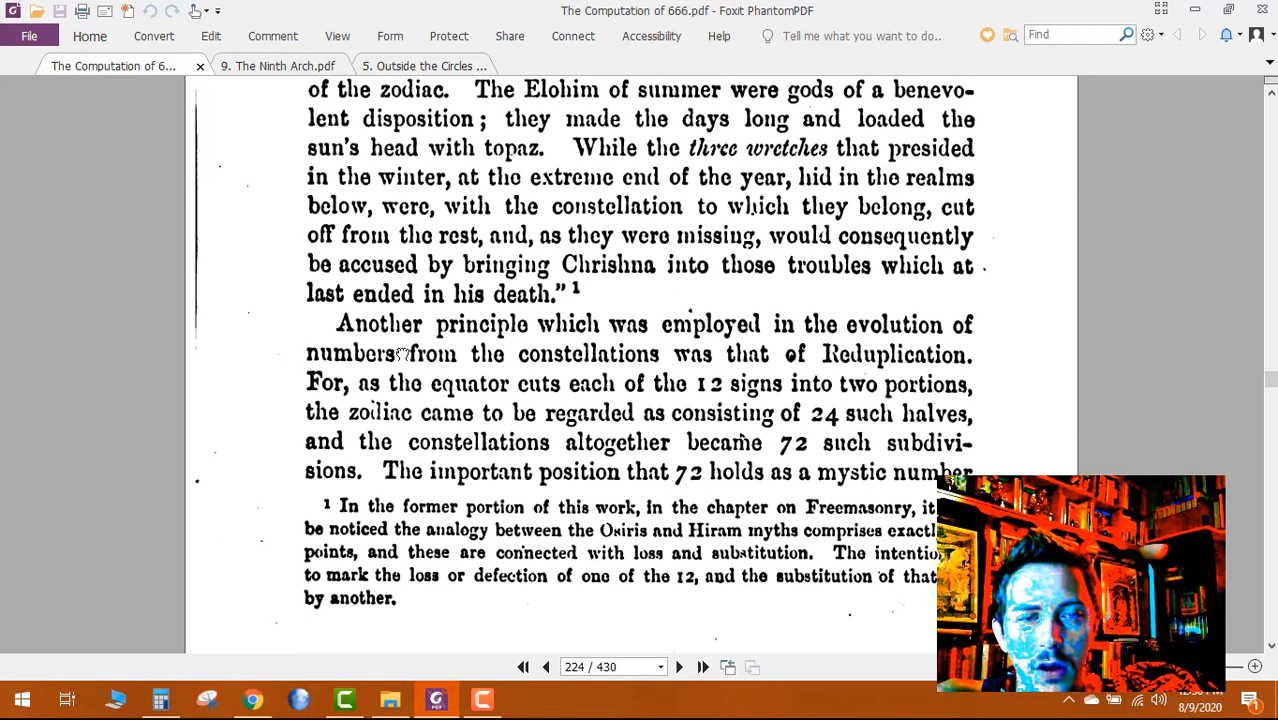 The Computation of 666.pdf - Foxit PhantomPDF
File Home Convert Edit Comment View Form Protect Share Connect Accessibility Help Tell me what you want to do.. Find
The Computation of 6... 9. The Ninth Arch.pdf 5. Outside the Circles ...
of the zodiac. The Elohim of summer were gods of a benevo-
lent disposition; they made the days long and loaded the
sun's head with topaz. While the three wretches that presided
in the winter, at the extreme end of the year, hid in the realms
below, were, with the constellation to which they belong, cut
off from the rest, and, as they were missing, would consequently
be accused by bringing Chrishna into those troubles which at
last ended in his death." 1
Another principle which was employed in the evolution of
numbers from the constellations was that of Reduplication.
For, as the equator cuts each of the 12 signs into two portions,
the zodiac came to be regarded as consisting of 24 such halves,
and the constellations altogether became 72 such subdivi-
sions. The important position that 72 holds as a mystic number
1 In the former portion of this work, in the chapter on Freemasonry, it
be noticed the analogy between the Osiris and Hiram myths comprises exactl
points, and these are connected with loss and substitution. The intentio
to mark the loss or defection of one of the 12, and the substitution of that
by another.
224 / 430
8/9/2020